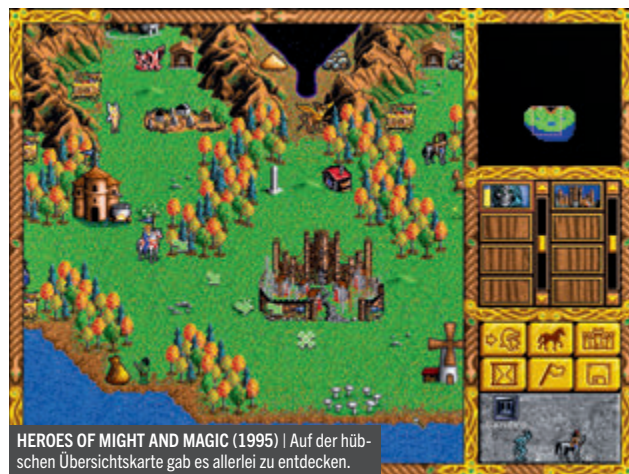 HEROES OF MIGHT AND MAGIC (1995) | Auf der hüb-
schen Übersichtskarte gab es allerlei zu entdecken.